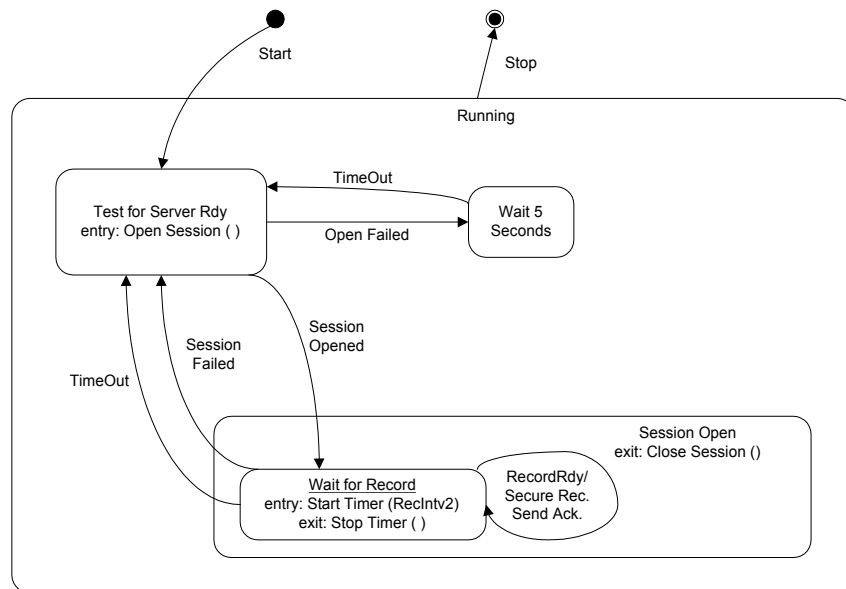 Start
Stop
Running
TimeOut
Test for Server Rdy
entry: Open Session ( )
Wait 5
Seconds
Open Failed
Session
Opened
Session
Failed
TimeOut
Session Open
exit: Close Session ()
Wait for Record
entry: Start Timer (RecIntv2)
exit: Stop Timer ( )
RecordRdy/
Secure Rec.
Send Ack.